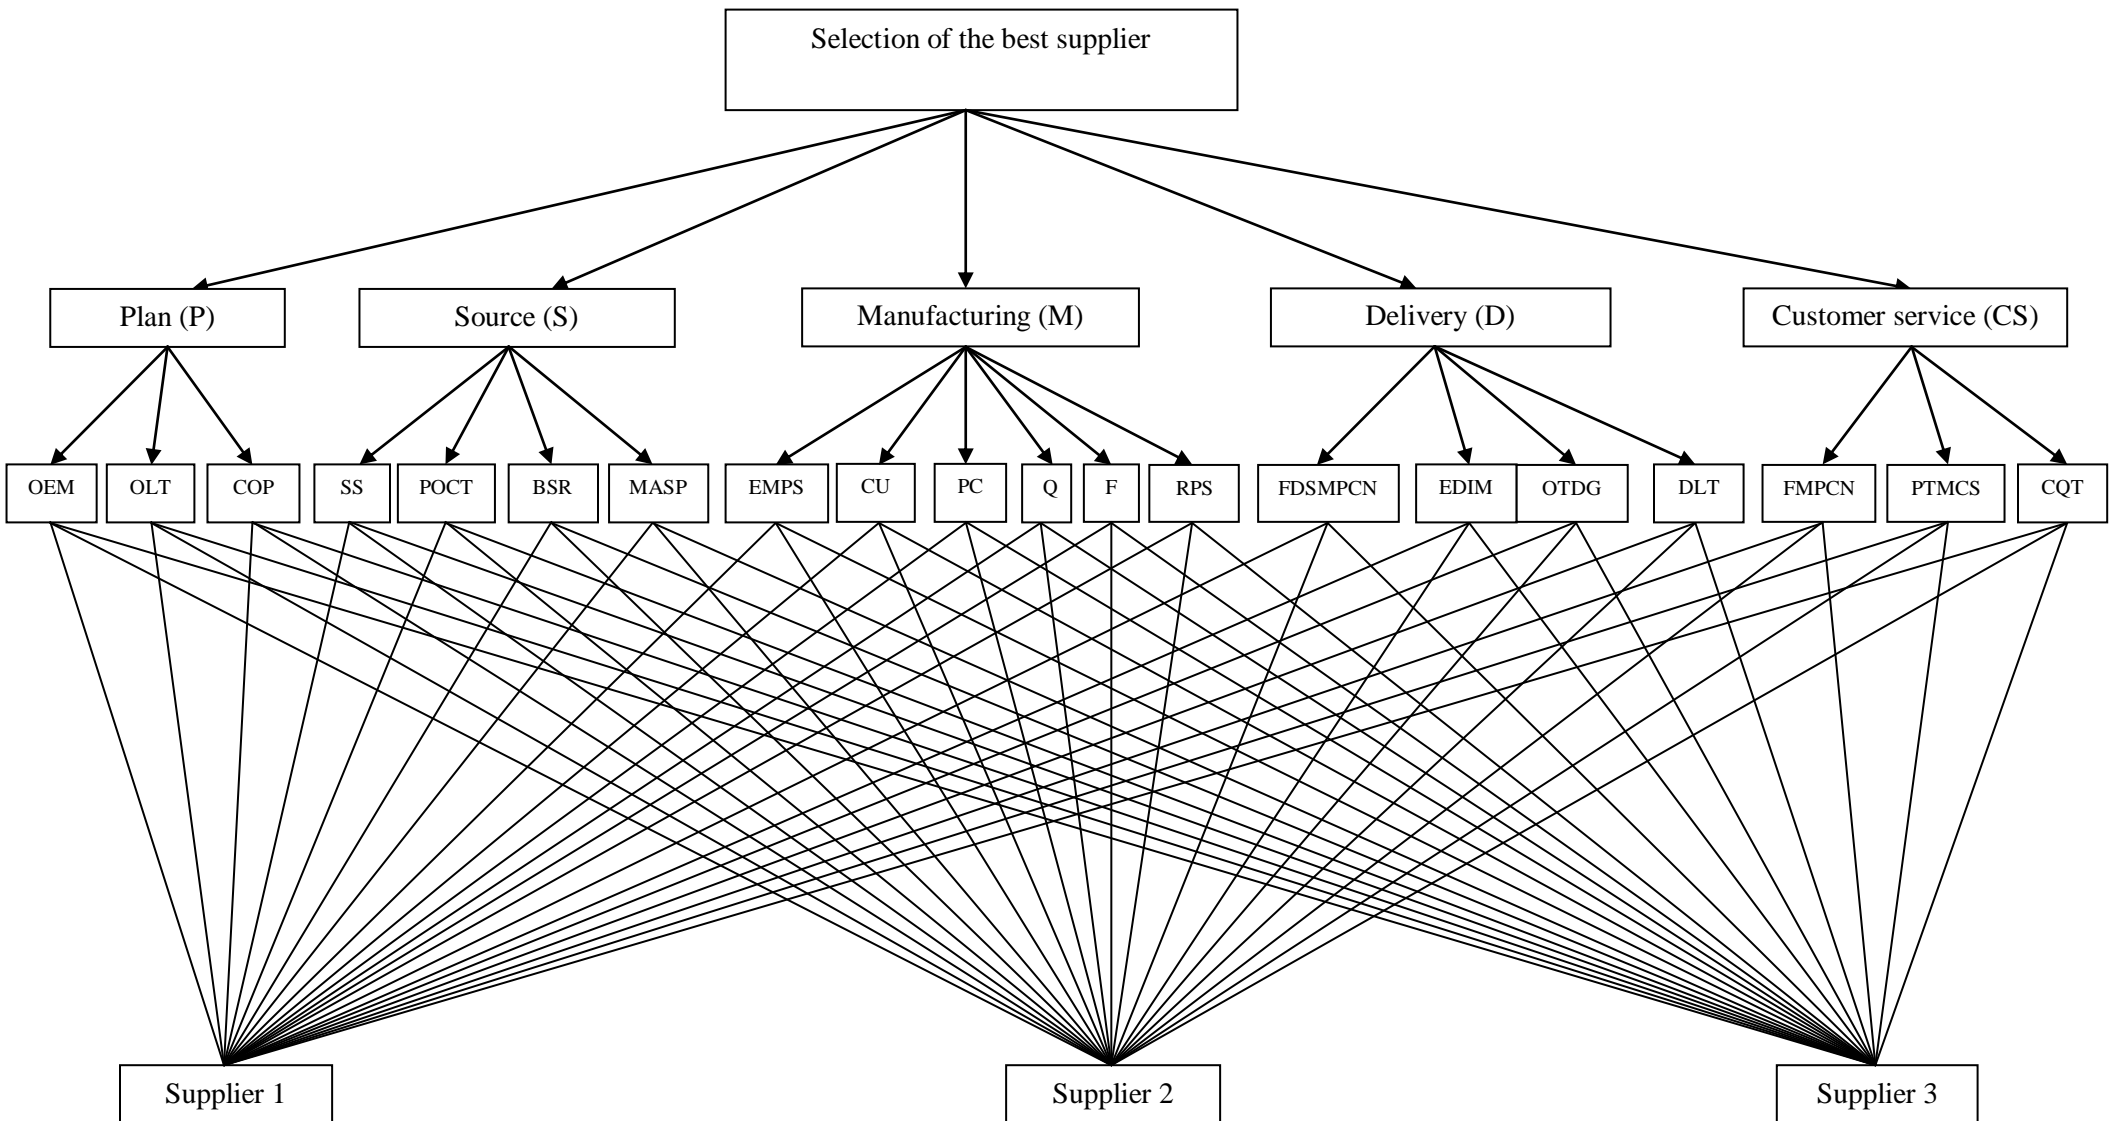 Selection of the best supplier
Plan (P)
Source (S)
Manufacturing (M)
Delivery (D)
Customer service (CS)
OEM
OLT
COP
SS
POCT
BSR
MASP
EMPS
CU
PC
Q
F
RPS
FDSMPCN
EDIM
OTDG
DLT
FMPCN
PTMCS
CQT
Supplier 1
Supplier 2
Supplier 3